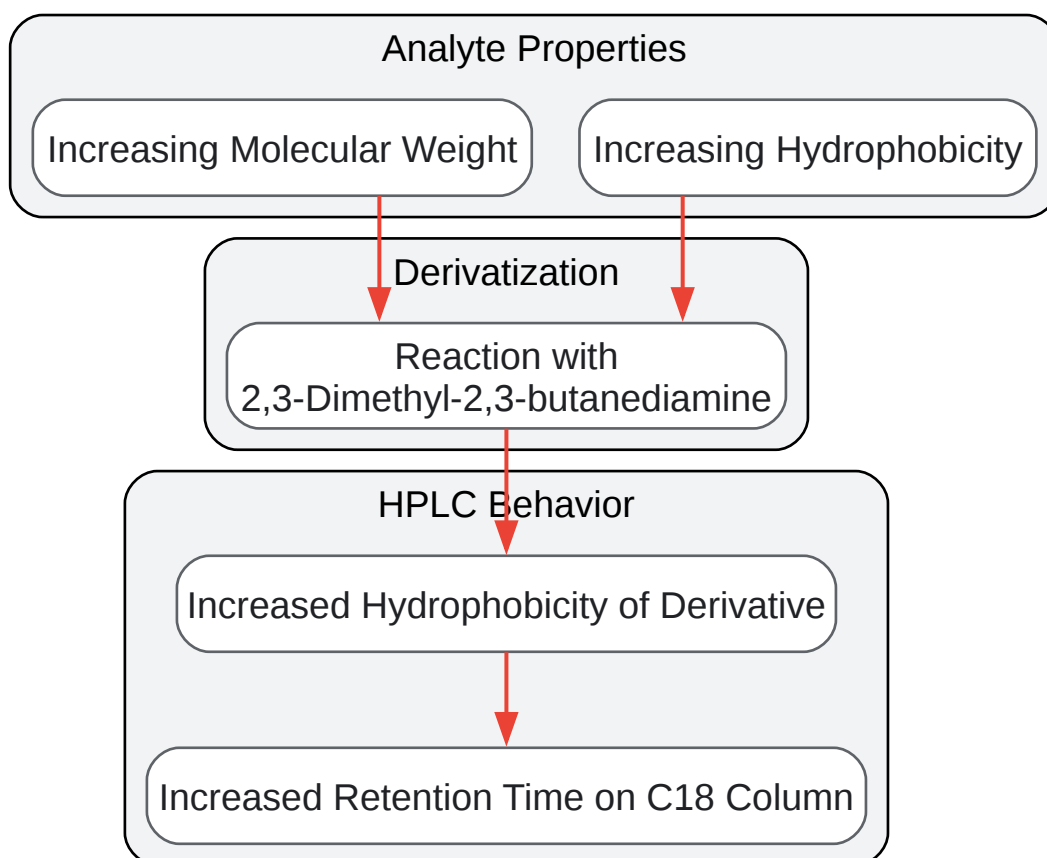 Analyte Properties
Increasing Molecular Weight
Increasing Hydrophobicity
Derivatization
Reaction with
2,3-Dimethyl-2,3-butanediamine
HPLC Behavior
Increased Hydrophobicity of Derivative
Increased Retention Time on C18 Column